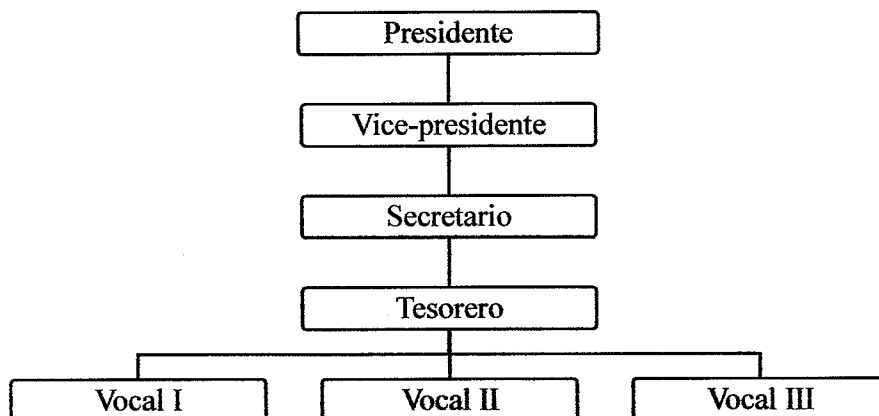 Presidente
Vice-presidente
Secretario
Tesorero
Vocal I Vocal II Vocal III